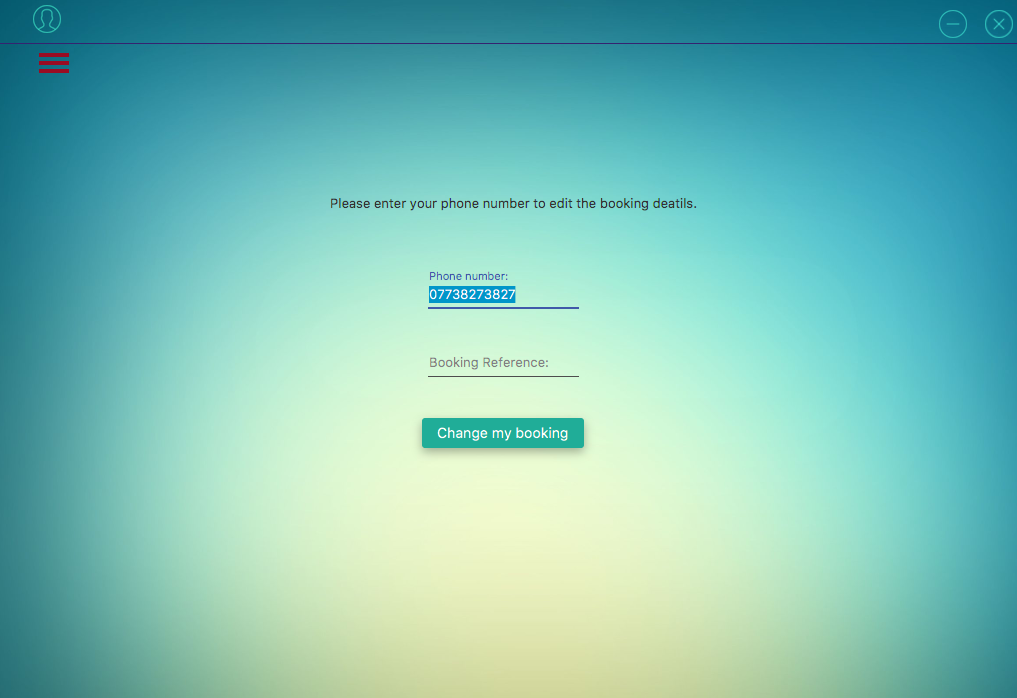 Please enter your phone number to edit the booking deatils.
Phone number:
07738273827
Booking Reference:
Change my booking